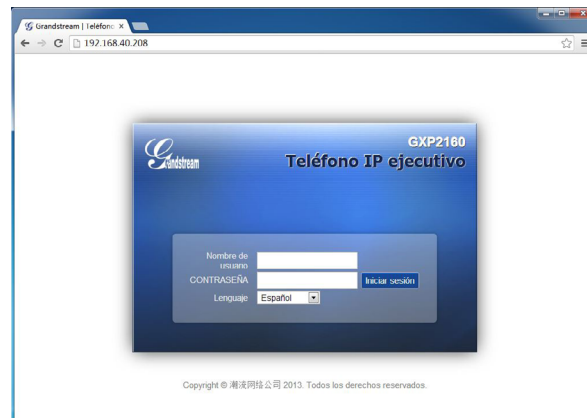 Grandstream | Teléfono
192.168.40.208
Grandstream
GXP2160
Teléfono IP ejecutivo
Nombre de
usuario
CONTRASEÑA
Iniciar sesión
Lenguaje
Español
Copyright © 潮流网络公司 2013. Todos los derechos reservados.